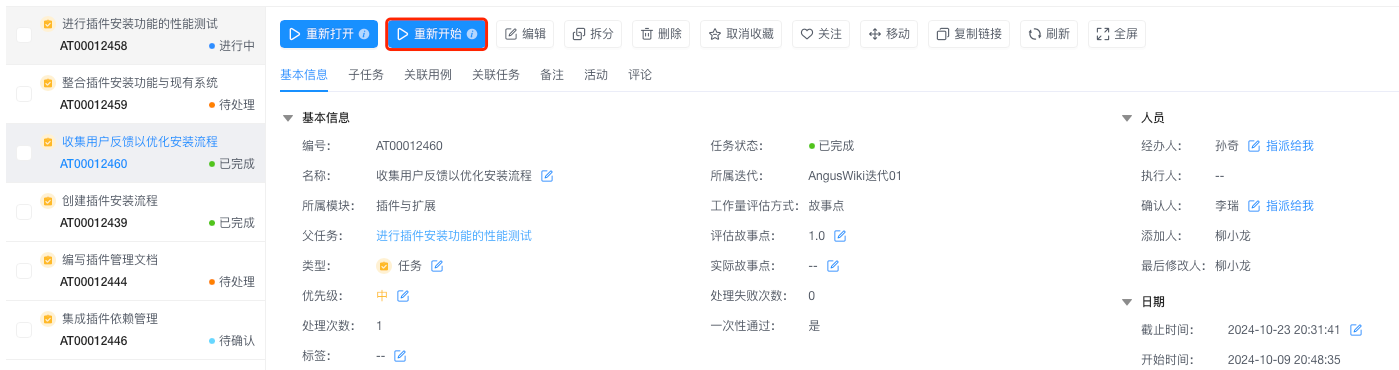 进行插件安装功能的性能测试
AT00012458 进行中
整合插件安装功能与现有系统
AT00012459 待处理
收集用户反馈以优化安装流程
AT00012460 已完成
创建插件安装流程
AT00012439 已完成
编写插件管理文档
AT00012444 待处理
集成插件依赖管理
AT00012446 待确认
重新打开 重新开始 编辑 拆分 删除 取消收藏 关注 移动 复制链接 刷新 全屏
基本信息 子任务 关联用例 关联任务 备注 活动 评论
基本信息
编号： AT00012460 任务状态： 已完成
名称： 收集用户反馈以优化安装流程 所属迭代： AngusWiki迭代01
所属模块： 插件与扩展 工作量评估方式： 故事点
父任务： 进行插件安装功能的性能测试 评估故事点： 1.0
类型： 任务 实际故事点： --
优先级： 中 处理失败次数： 0
处理次数： 1 一次性通过： 是
标签： --
人员
经办人： 孙奇 指派给我
执行人： --
确认人： 李瑞 指派给我
添加人： 柳小龙
最后修改人： 柳小龙
日期
截止时间： 2024-10-23 20:31:41
开始时间： 2024-10-09 20:48:35